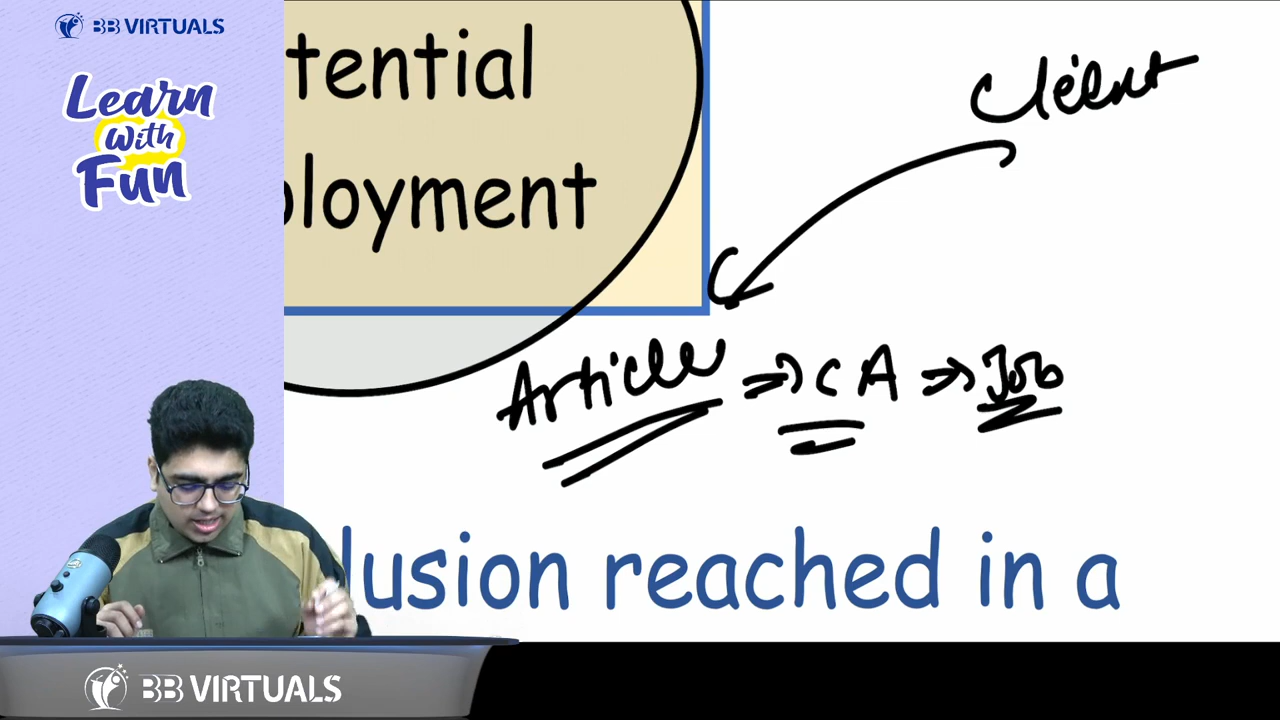 BB VIRTUALS
Learn
With
Fun
tential
ployment
Client
Article => CA => Job
lusion reached in a
BB VIRTUALS